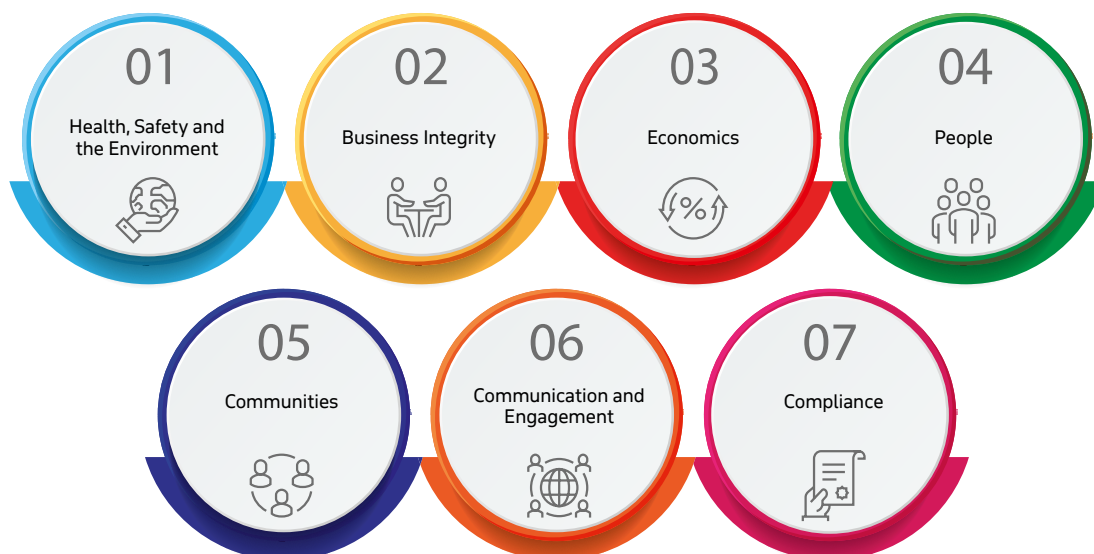 01
Health, Safety and
the Environment
02
Business Integrity
03
Economics
%
04
People
05
Communities
06
Communication and
Engagement
07
Compliance